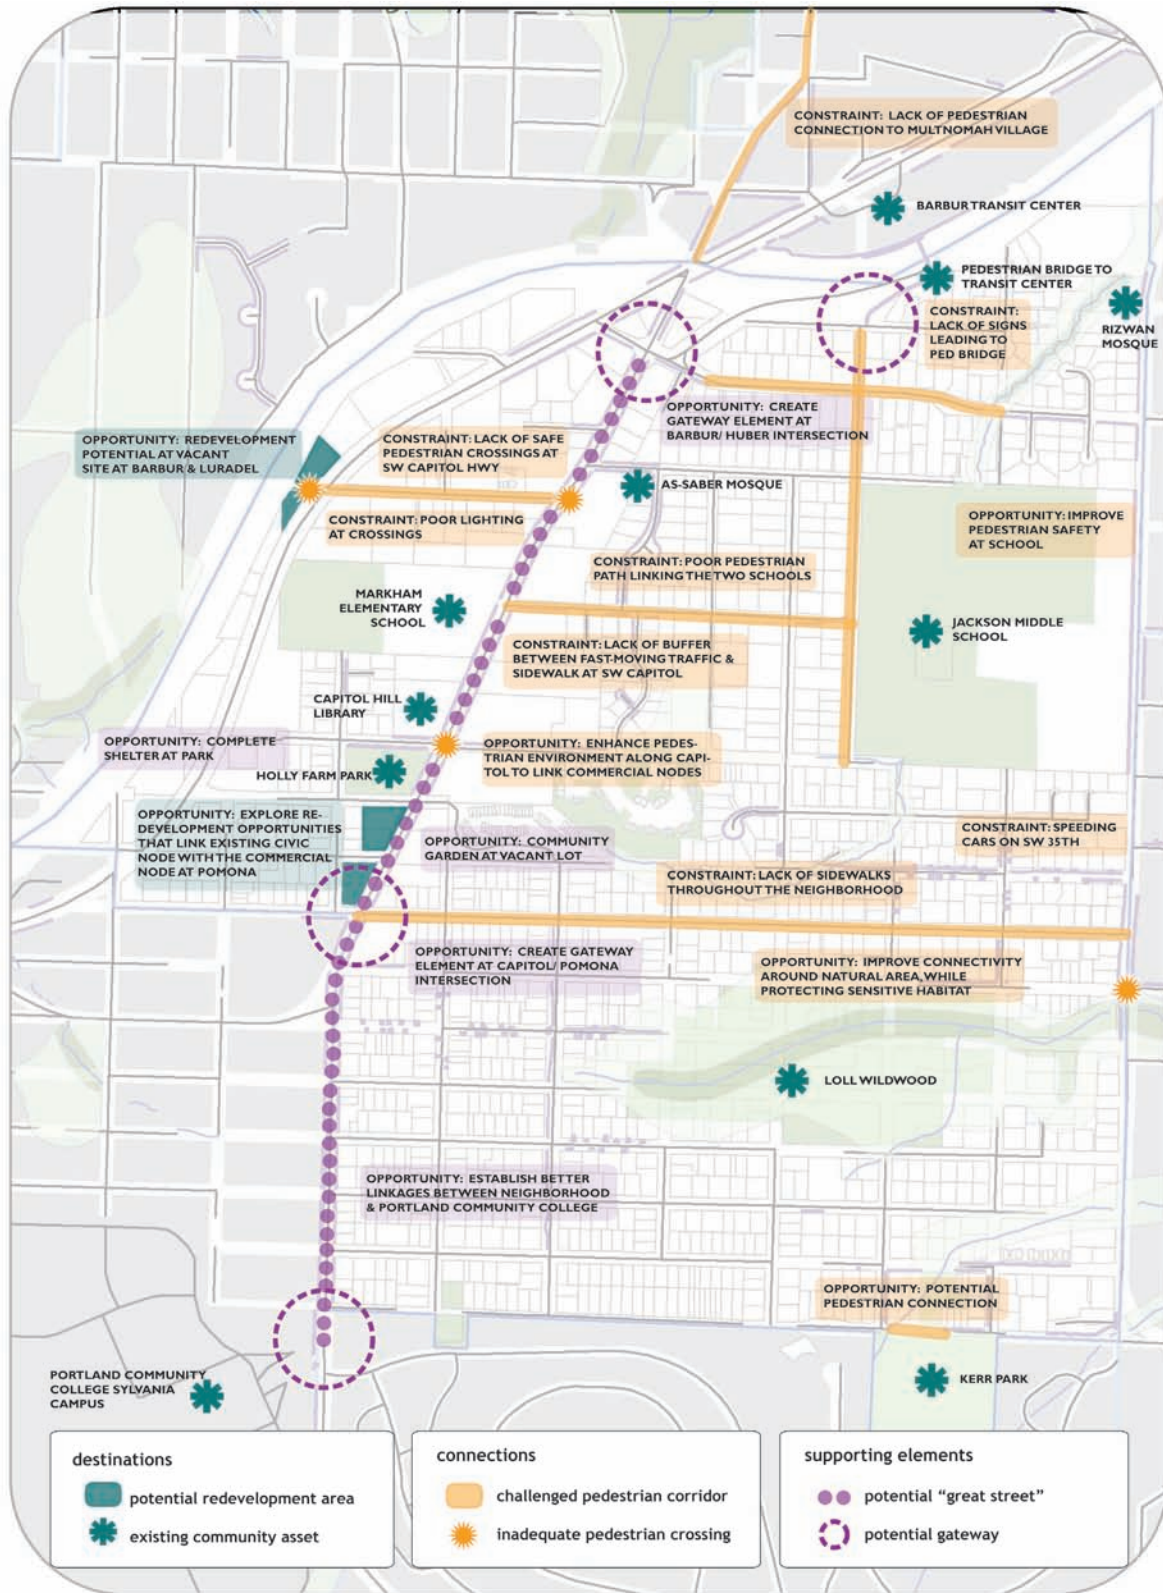 CONSTRAINT: LACK OF PEDESTRIAN
CONNECTION TO MULTNOMAH VILLAGE
BARBUR TRANSIT CENTER
PEDESTRIAN BRIDGE TO
TRANSIT CENTER
CONSTRAINT:
LACK OF SIGNS
LEADING TO
PED BRIDGE
RIZWAN
MOSQUE
OPPORTUNITY: CREATE
GATEWAY ELEMENT AT
BARBUR/ HUBER INTERSECTION
OPPORTUNITY: REDEVELOPMENT
POTENTIAL AT VACANT
SITE AT BARBUR & LURADEL
CONSTRAINT: LACK OF SAFE
PEDESTRIAN CROSSINGS AT
SW CAPITOL HWY
AS-SABER MOSQUE
CONSTRAINT: POOR LIGHTING
AT CROSSINGS
OPPORTUNITY: IMPROVE
PEDESTRIAN SAFETY
AT SCHOOL
CONSTRAINT: POOR PEDESTRIAN
PATH LINKING THE TWO SCHOOLS
MARKHAM
ELEMENTARY
SCHOOL
JACKSON MIDDLE
SCHOOL
CONSTRAINT: LACK OF BUFFER
BETWEEN FAST-MOVING TRAFFIC &
SIDEWALK AT SW CAPITOL
CAPITOL HILL
LIBRARY
OPPORTUNITY: COMPLETE
SHELTER AT PARK
OPPORTUNITY: ENHANCE PEDES-
TRIAN ENVIRONMENT ALONG CAPI-
TOL TO LINK COMMERCIAL NODES
HOLLY FARM PARK
OPPORTUNITY: EXPLORE RE-
DEVELOPMENT OPPORTUNITIES
THAT LINK EXISTING CIVIC
NODE WITH THE COMMERCIAL
NODE AT POMONA
OPPORTUNITY: COMMUNITY
GARDEN AT VACANT LOT
CONSTRAINT: SPEEDING
CARS ON SW 35TH
CONSTRAINT: LACK OF SIDEWALKS
THROUGHOUT THE NEIGHBORHOOD
OPPORTUNITY: CREATE GATEWAY
ELEMENT AT CAPITOL/ POMONA
INTERSECTION
OPPORTUNITY: IMPROVE CONNECTIVITY
AROUND NATURAL AREA, WHILE
PROTECTING SENSITIVE HABITAT
LOLL WILDWOOD
OPPORTUNITY: ESTABLISH BETTER
LINKAGES BETWEEN NEIGHBORHOOD
& PORTLAND COMMUNITY COLLEGE
OPPORTUNITY: POTENTIAL
PEDESTRIAN CONNECTION
PORTLAND COMMUNITY
COLLEGE SYLVANIA
CAMPUS
KERR PARK
destinations
potential redevelopment area
existing community asset
connections
challenged pedestrian corridor
inadequate pedestrian crossing
supporting elements
potential “great street”
potential gateway